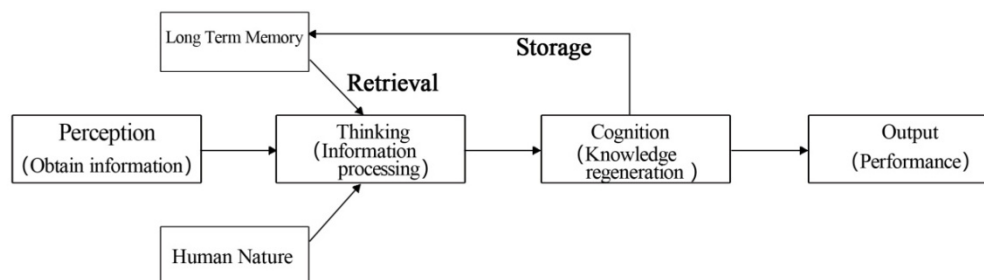 Long Term Memory
Storage
Retrieval
Perception
(Obtain information)
Thinking
(Information
processing)
Cognition
(Knowledge
regeneration)
Output
(Performance)
Human Nature